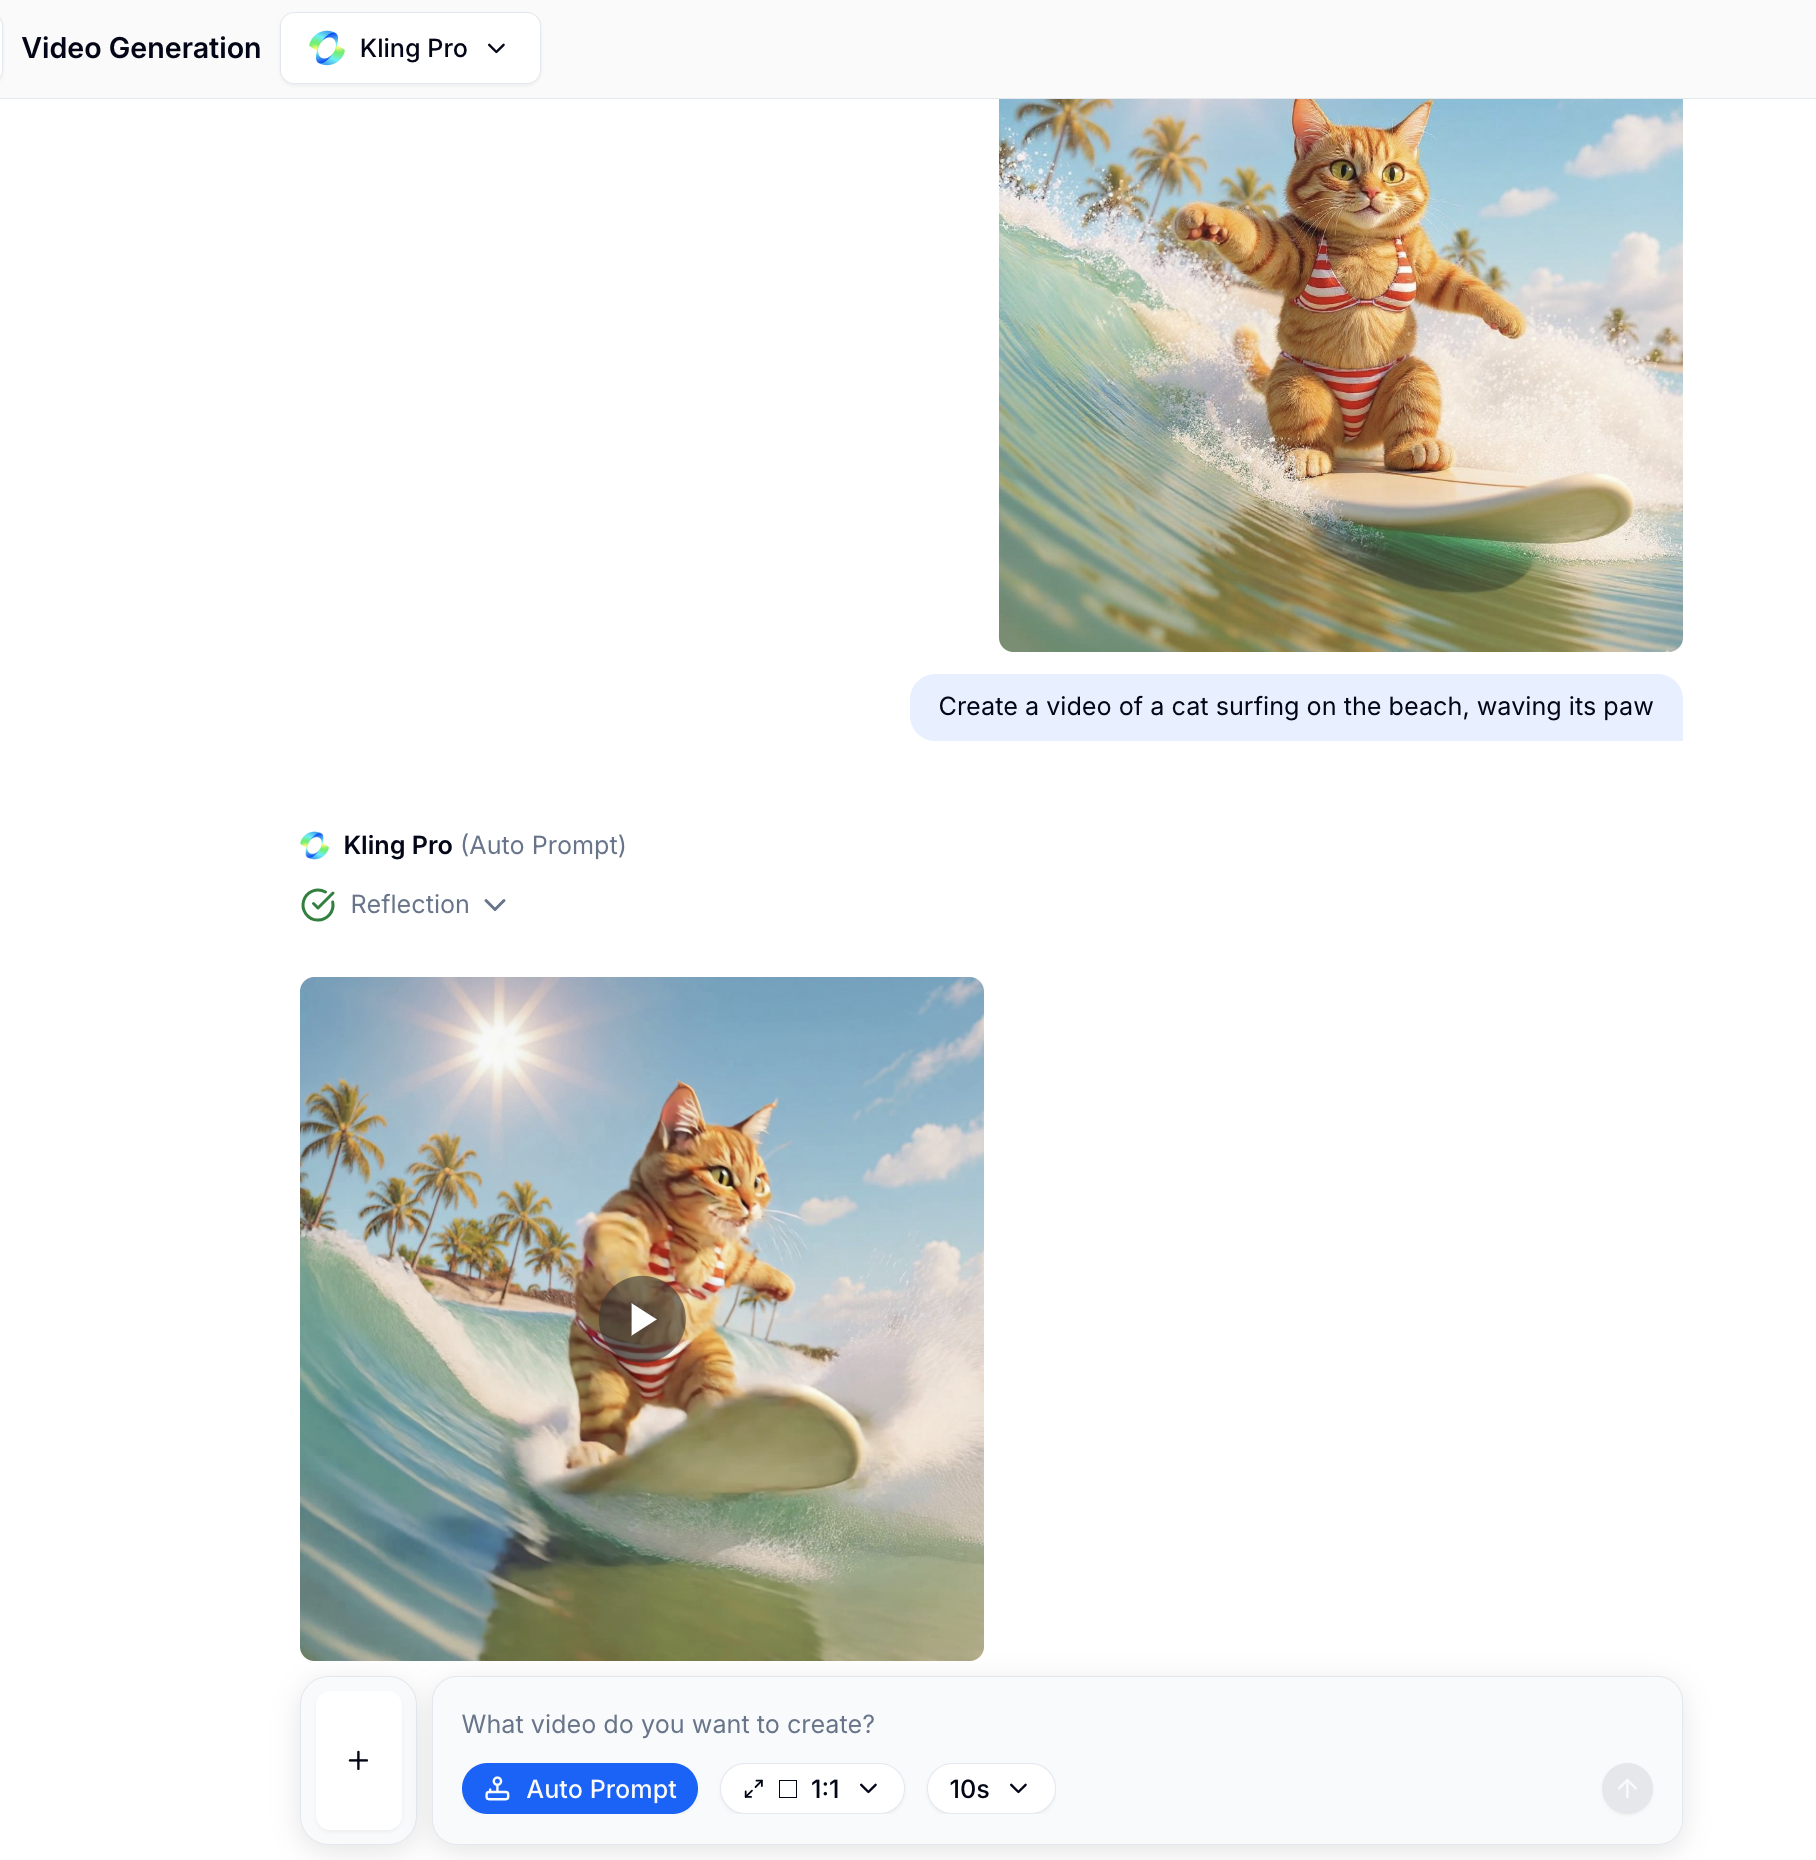 Video Generation
Kling Pro
Create a video of a cat surfing on the beach, waving its paw
Kling Pro (Auto Prompt)
Reflection
What video do you want to create?
Auto Prompt
1:1
10s